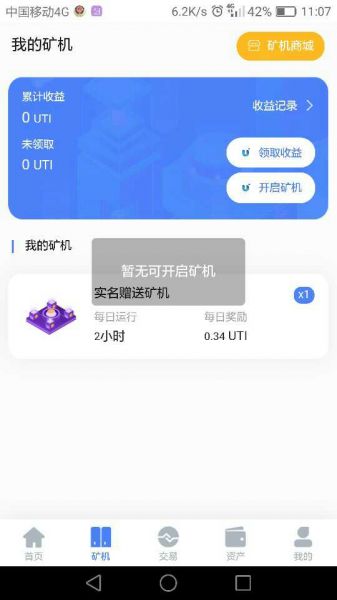 中国移动4G 6.2K/s 4G 42% 11:07
我的矿机 矿机商城
累计收益
0 UTI 收益记录
未领取
0 UTI 领取收益
开启矿机
我的矿机
暂无可开启矿机
实名赠送矿机 x1
每日运行 每日奖励
2小时 0.34 UTI
首页 矿机 交易 资产 我的